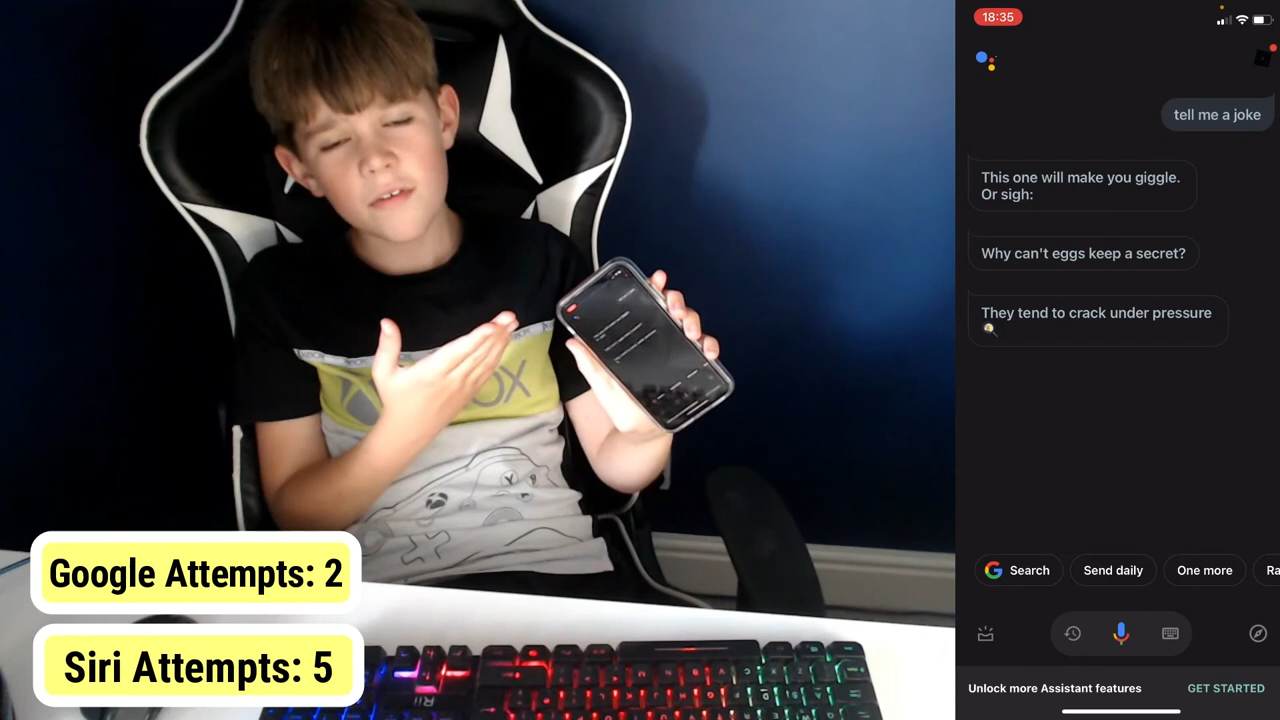 18:35
tell me a joke
This one will make you giggle.
Or sigh:
Why can't eggs keep a secret?
They tend to crack under pressure
Search
Send daily
One more
Ra
Unlock more Assistant features
GET STARTED
XBOX
Y
X
B
Google Attempts: 2
Siri Attempts: 5